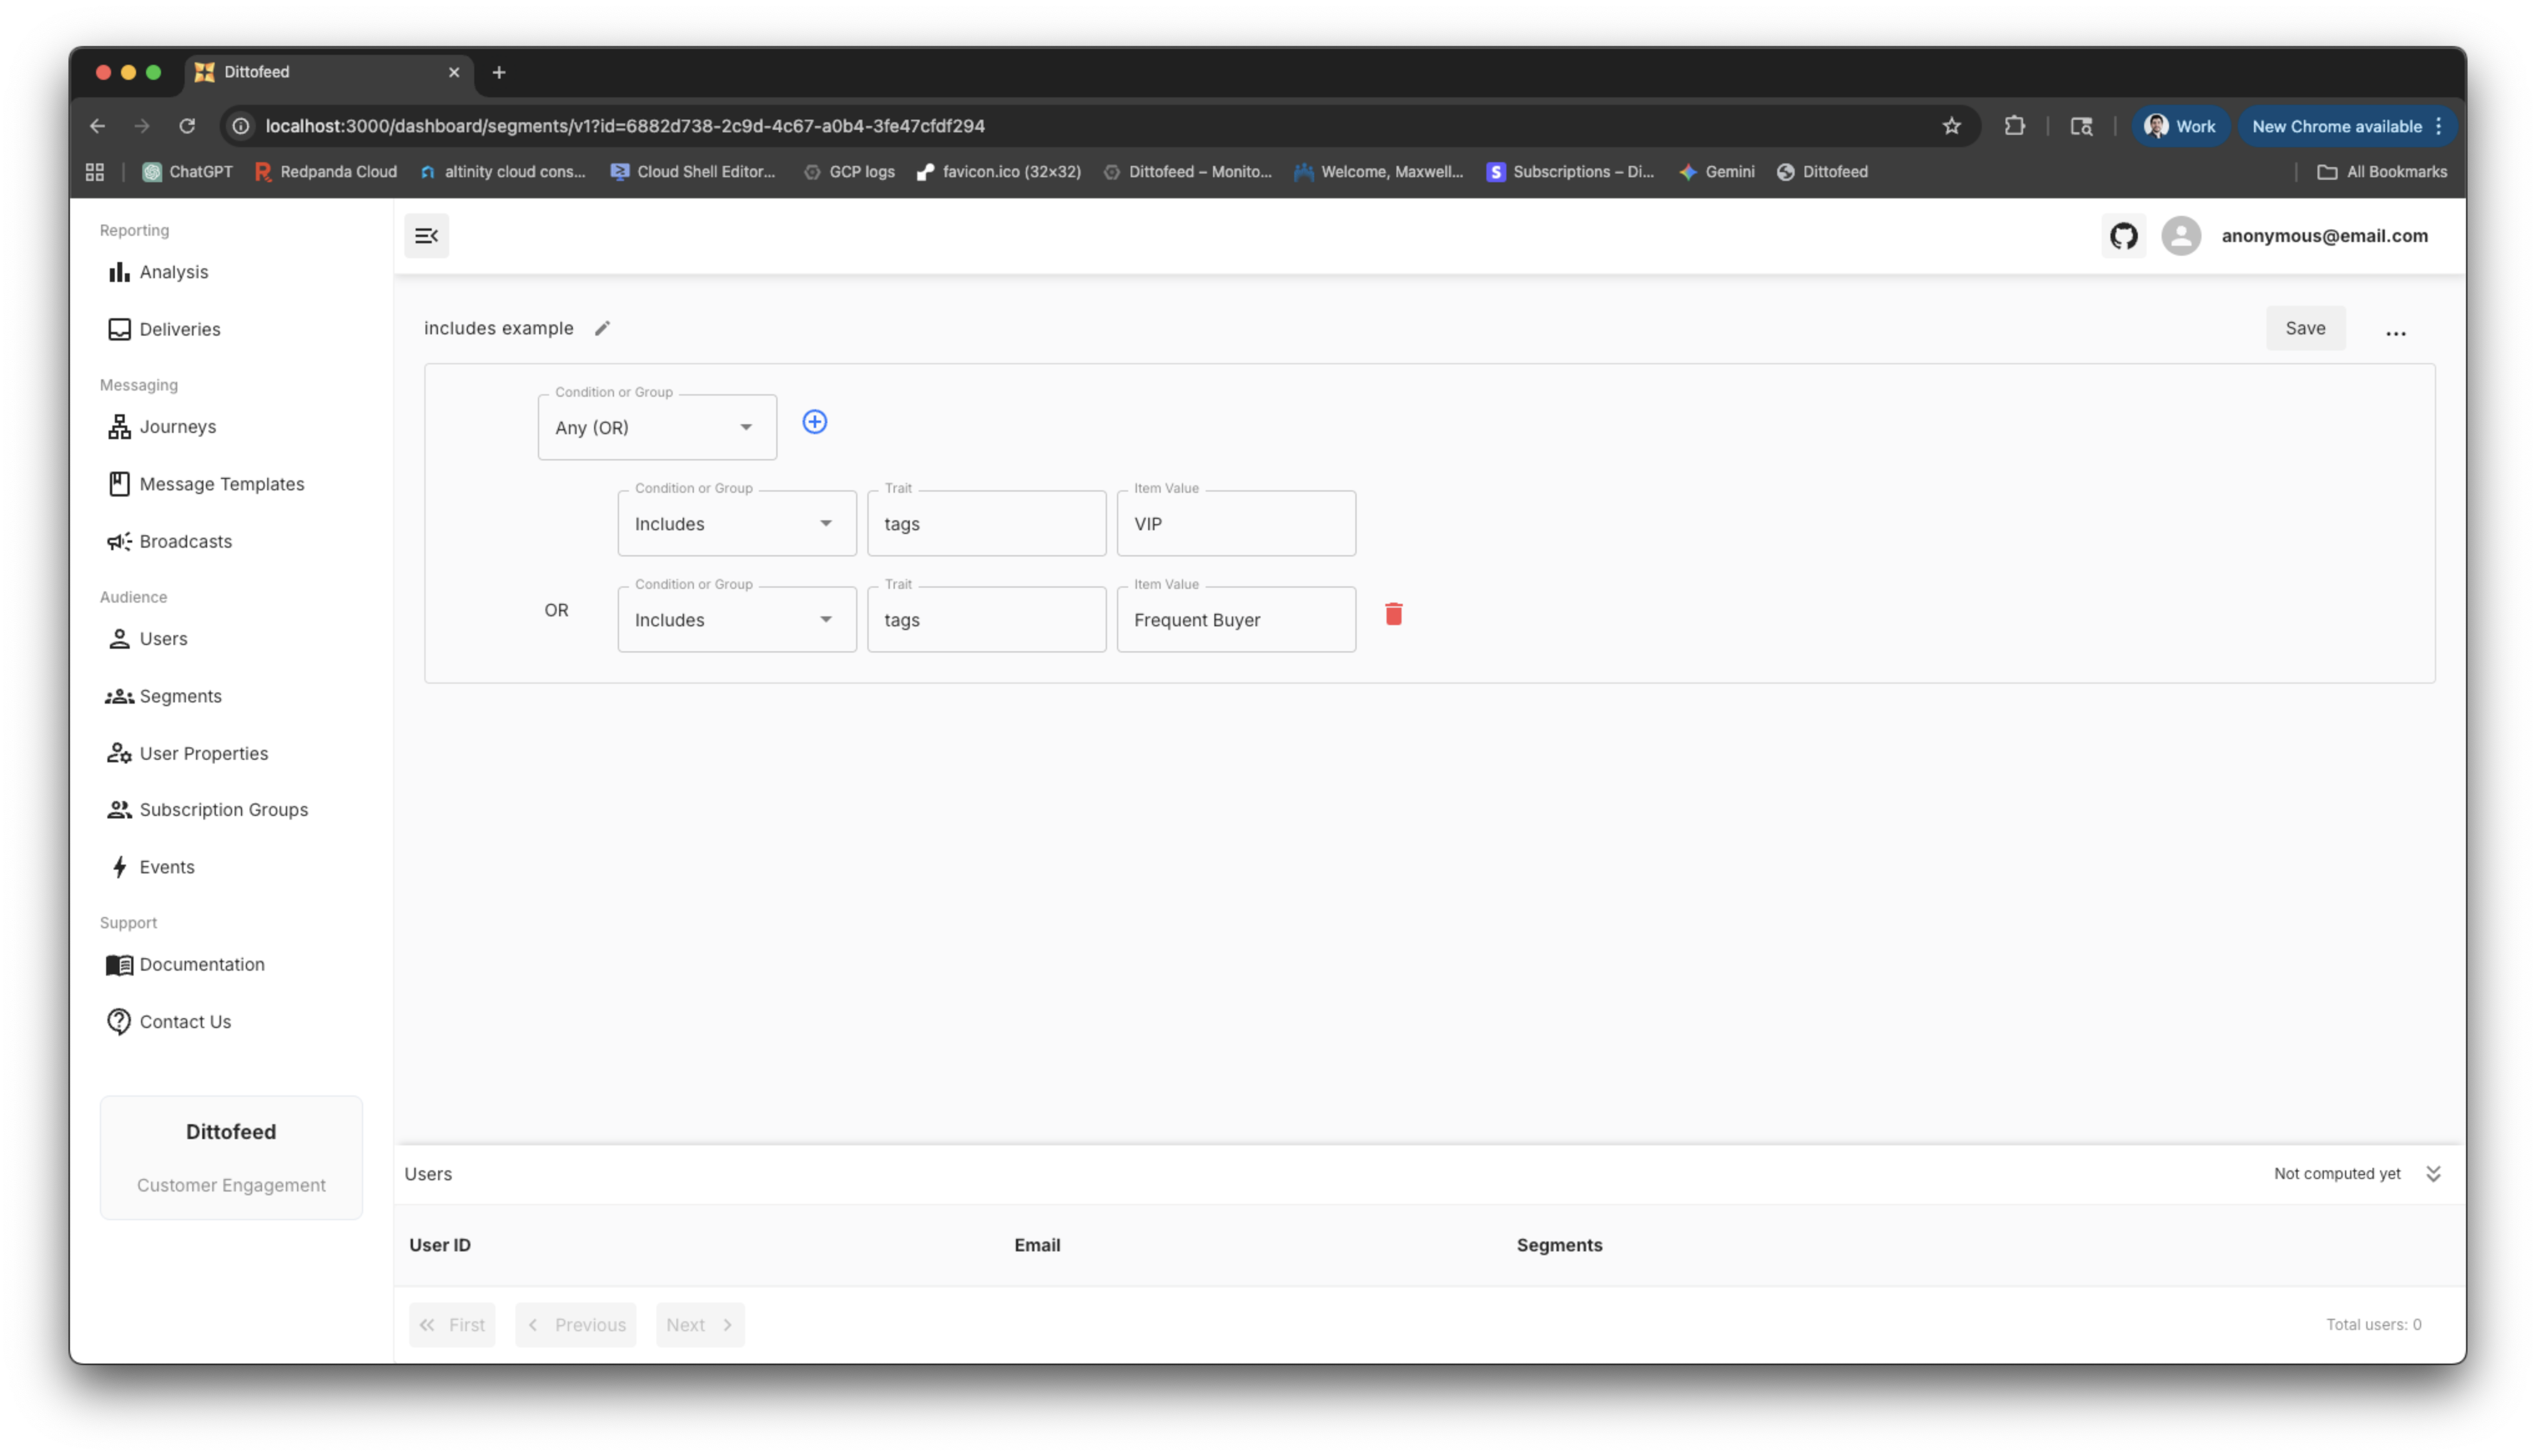 Dittofeed
localhost:3000/dashboard/segments/v1?id=6882d738-2c9d-4c67-a0b4-3fe47cfdf294
Work
New Chrome available
ChatGPT
Redpanda Cloud
altinity cloud cons...
Cloud Shell Editor...
GCP logs
favicon.ico (32×32)
Dittofeed – Monito...
Welcome, Maxwell...
Subscriptions – Di...
Gemini
Dittofeed
All Bookmarks
Reporting
Analysis
Deliveries
Messaging
Journeys
Message Templates
Broadcasts
Audience
Users
Segments
User Properties
Subscription Groups
Events
Support
Documentation
Contact Us
Dittofeed
Customer Engagement
anonymous@email.com
includes example
Save
...
Condition or Group
Any (OR)
Condition or Group
Includes
Trait
tags
Item Value
VIP
OR
Condition or Group
Includes
Trait
tags
Item Value
Frequent Buyer
Users
Not computed yet
User ID
Email
Segments
First
Previous
Next
Total users: 0